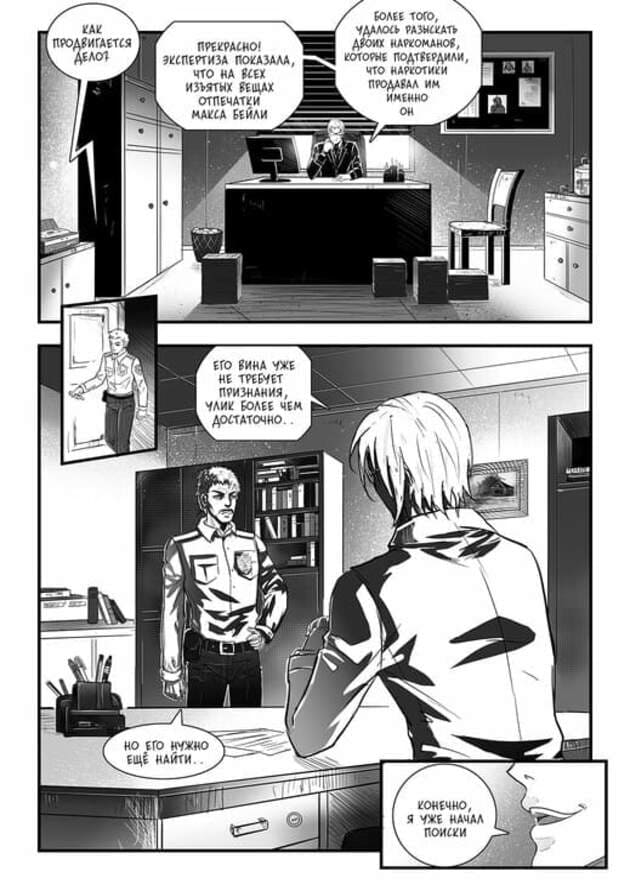 КАК
ПРОДВИГАЕТСЯ
ДЕЛО?
ПРЕКРАСНО!
ЭКСПЕРТИЗА ПОКАЗАЛА,
ЧТО НА ВСЕХ
ИЗЪЯТЫХ ВЕЩАХ
ОТПЕЧАТКИ
МАКСА БЕЙЛИ
БОЛЕЕ ТОГО,
УДАЛОСЬ РАЗЫСКАТЬ
ДВОИХ НАРКОМАНОВ,
КОТОРЫЕ ПОДТВЕРДИЛИ,
ЧТО НАРКОТИКИ
ПРОДАВАЛ ИМ
ИМЕННО
ОН
ЕГО ВИНА УЖЕ
НЕ ТРЕБУЕТ
ПРИЗНАНИЯ,
УЛИК БОЛЕЕ ЧЕМ
ДОСТАТОЧНО..
НО ЕГО НУЖНО
ЕЩЁ НАЙТИ..
КОНЕЧНО,
Я УЖЕ НАЧАЛ
ПОИСКИ